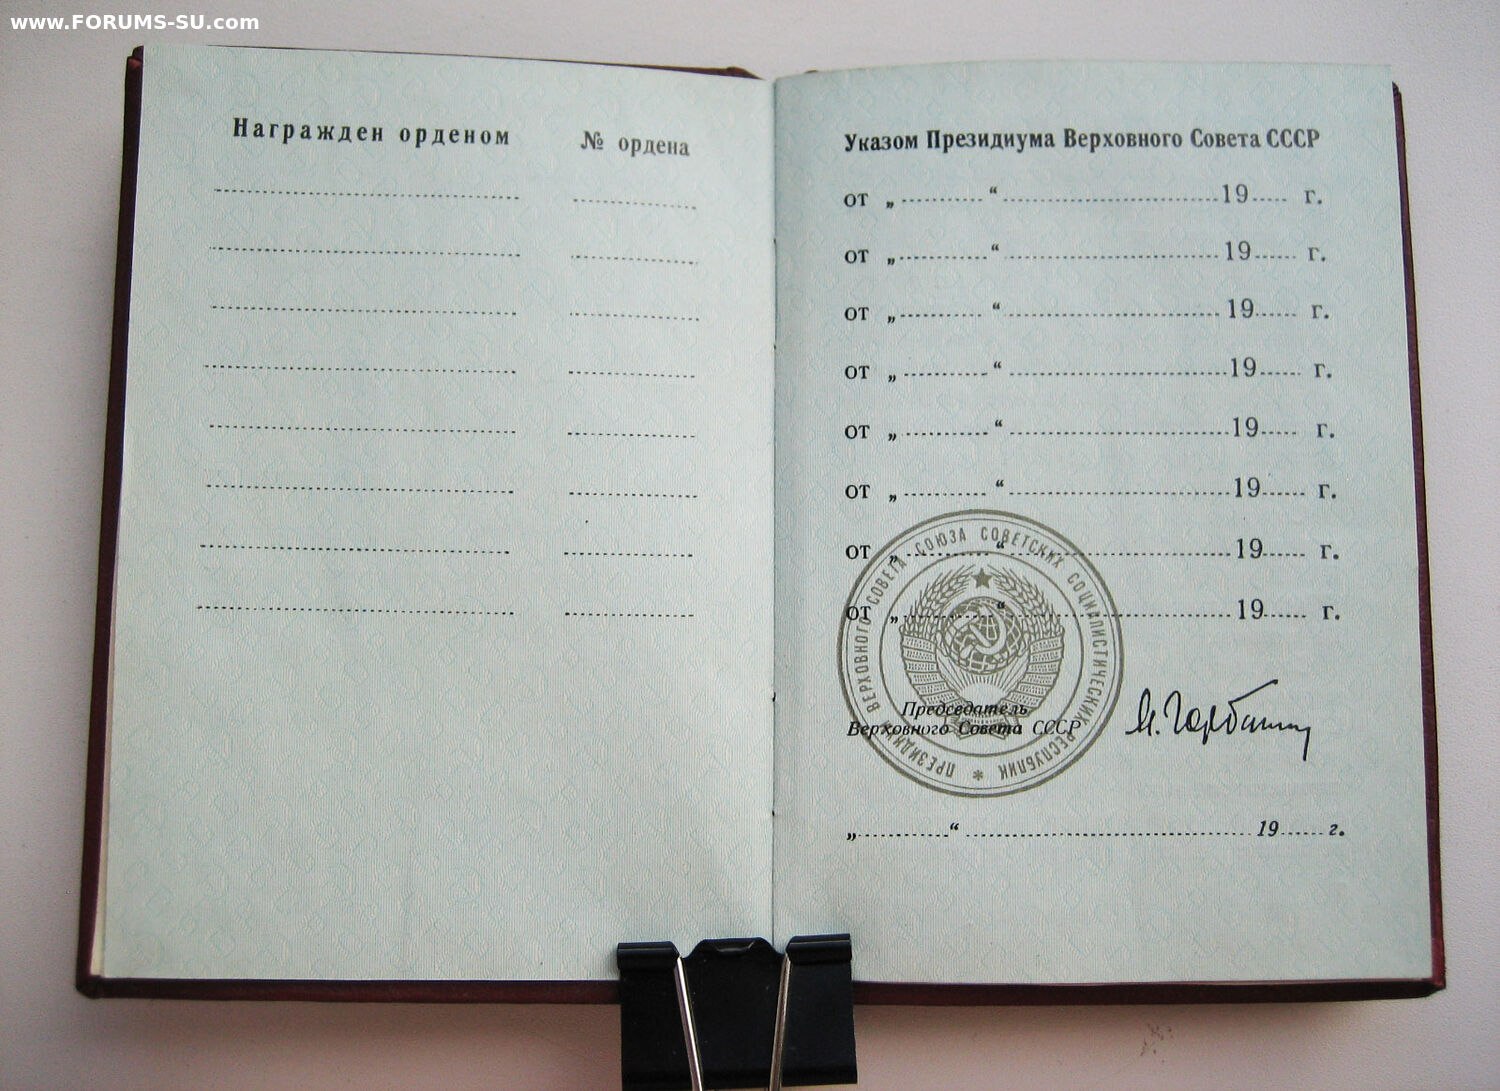 www.FORUMS-SU.com
Награжден орденом № ордена
Указом Президиума Верховного Совета СССР
от „ “ 19 г.
от „ “ 19 г.
от „ “ 19 г.
от „ “ 19 г.
от „ “ 19 г.
от „ “ 19 г.
от „ “ 19 г.
от „ “ 19 г.
ПРЕЗИДИУМ ВЕРХОВНОГО СОВЕТА СОЮЗА СОВЕТСКИХ СОЦИАЛИСТИЧЕСКИХ РЕСПУБЛИК *
Председатель
Верховного Совета СССР
М. Горбачев
„ “ 19 г.